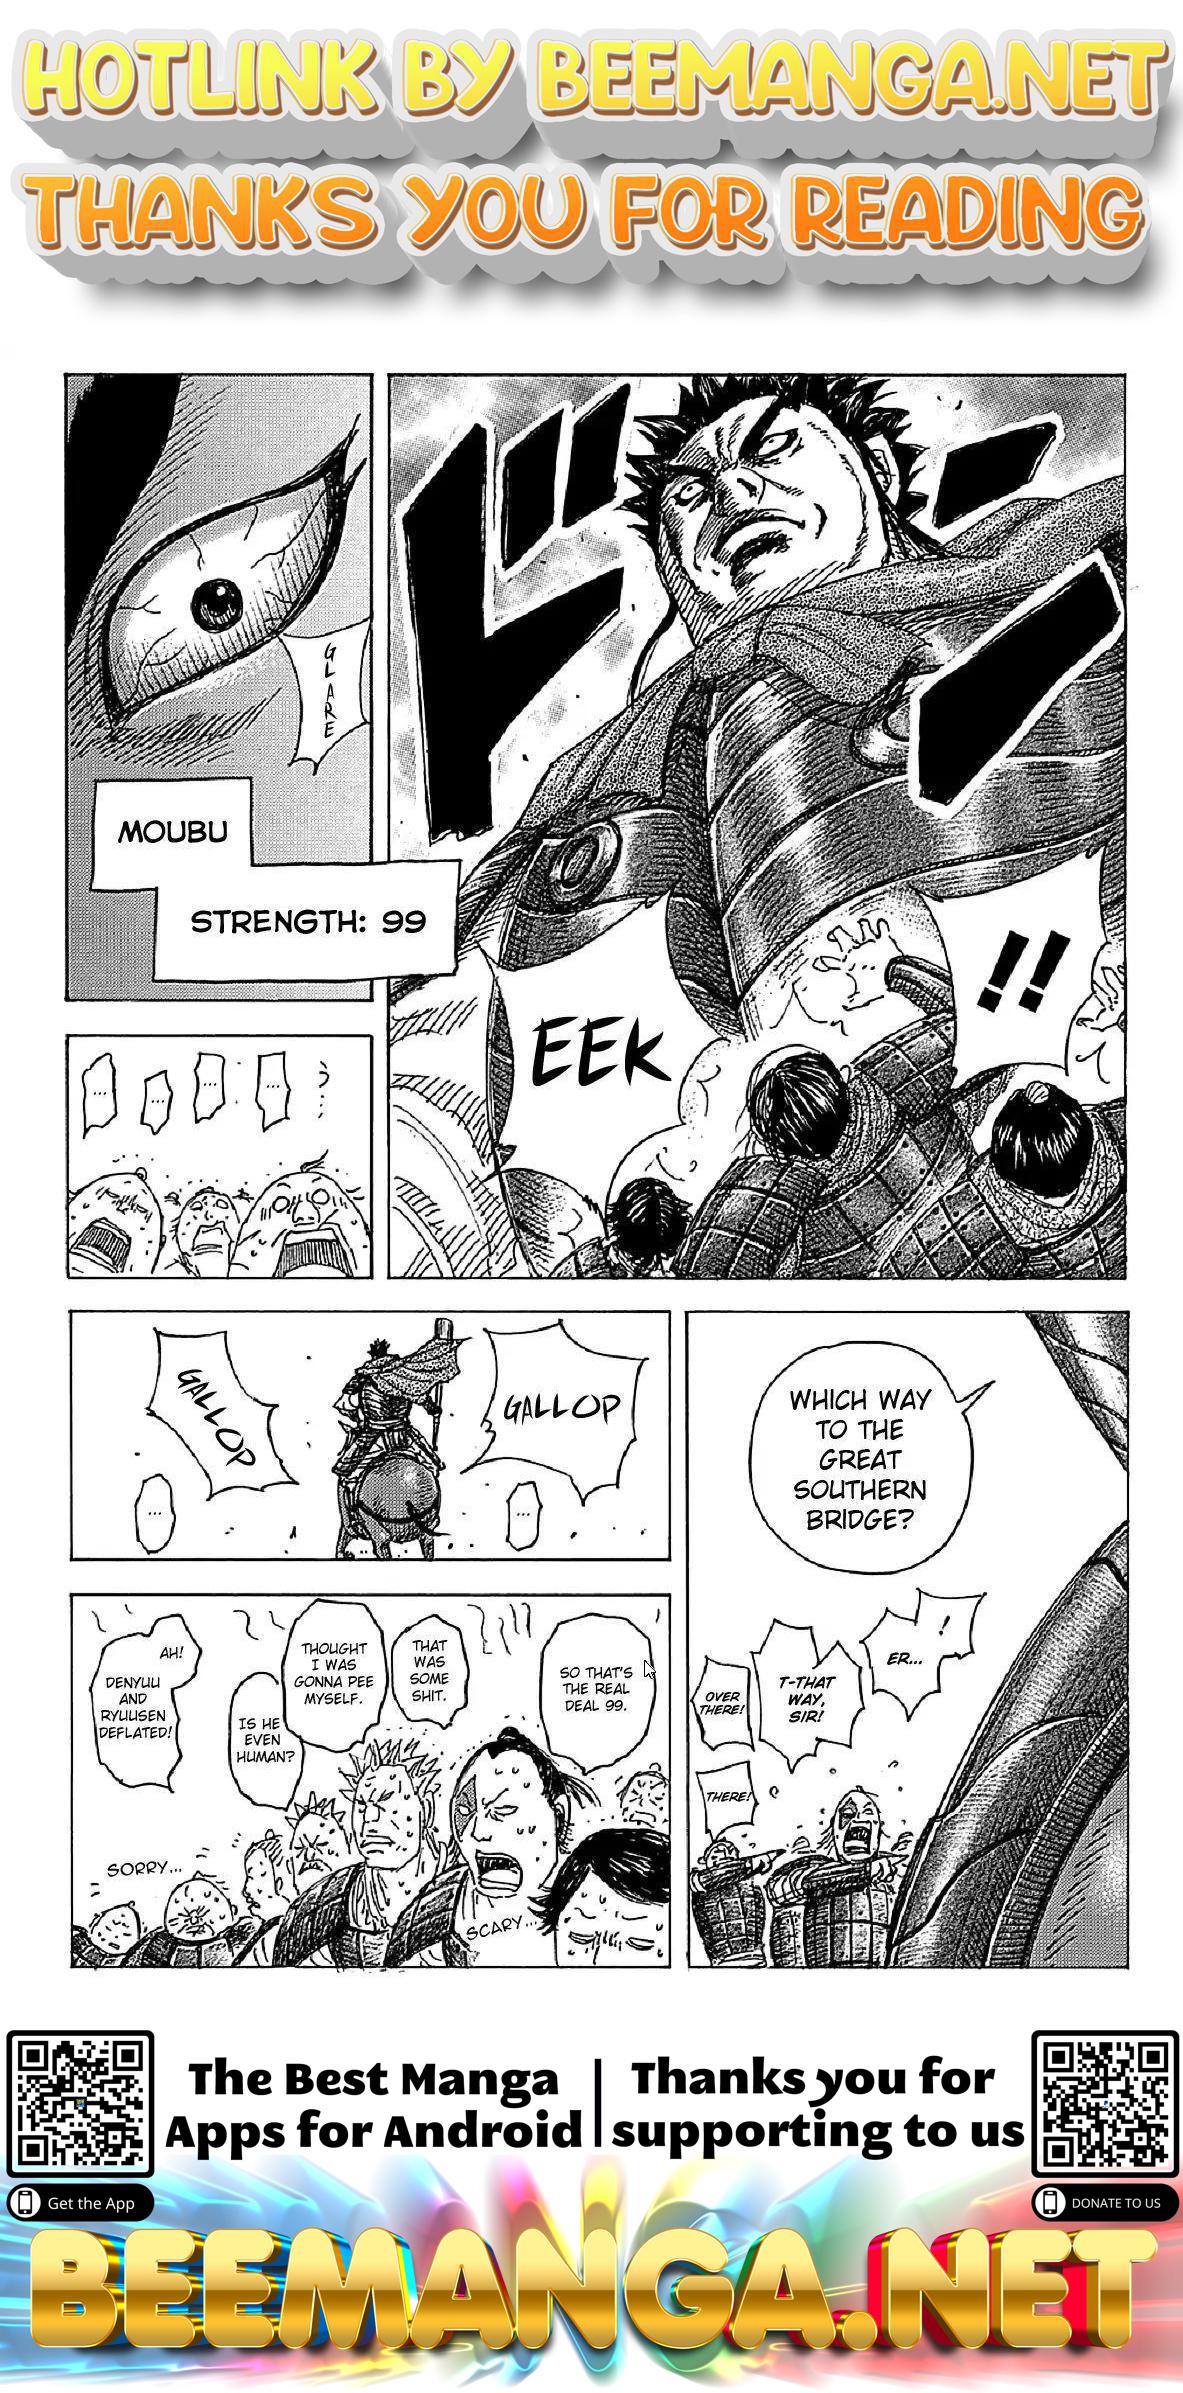 HOTLINK BY BEEMANGA.NET
THANKS YOU FOR READING
ド
ン
GLARE
MOUBU
STRENGTH: 99
EEK
!!
...
...
...
...
GALLOP
GALLOP
...
...
WHICH WAY
TO THE
GREAT
SOUTHERN
BRIDGE?
!
ER...
T-THAT
WAY,
SIR!
OVER
THERE!
THERE!
AH!
DENYUU
AND
RYUUSEN
DEFLATED!
IS HE
EVEN
HUMAN?
THOUGHT
I WAS
GONNA PEE
MYSELF.
THAT
WAS
SOME
SHIT.
SO THAT'S
THE REAL
DEAL 99.
SORRY...
SCARY...
The Best Manga
Apps for Android
Thanks you for
supporting to us
Get the App
DONATE TO US
BEEMANGA.NET